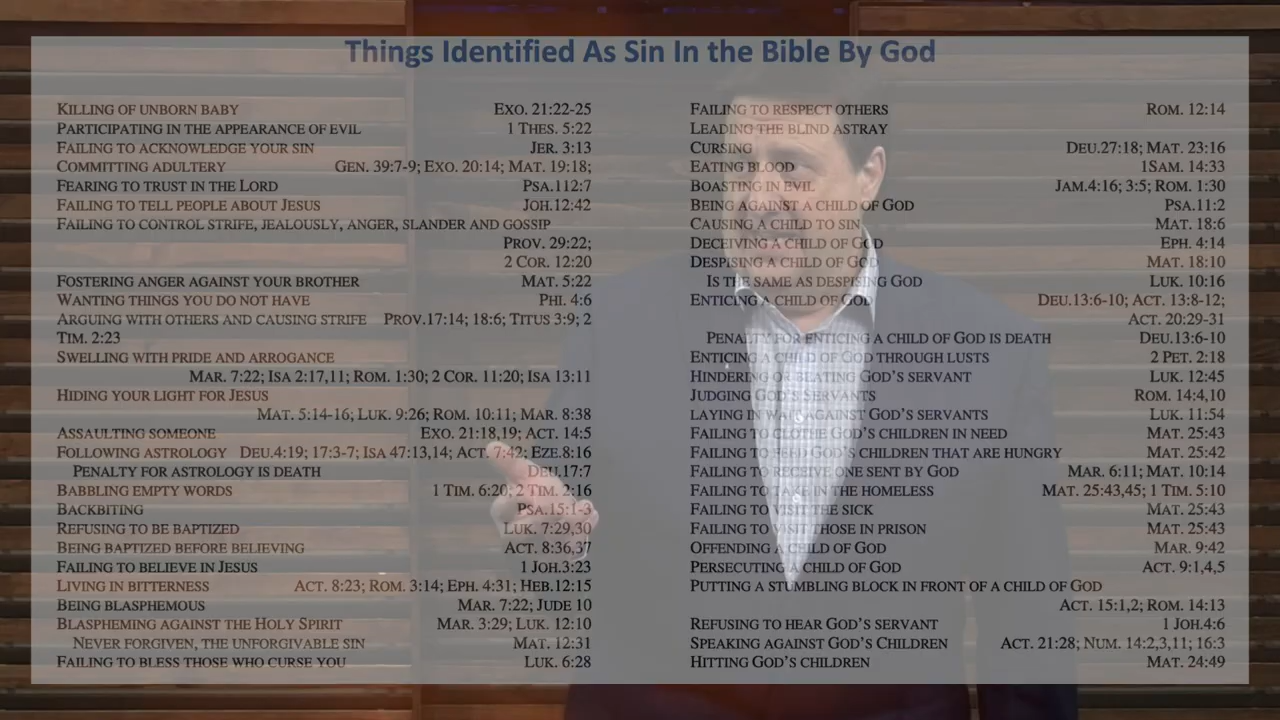 Things Identified As Sin In the Bible By God
KILLING OF UNBORN BABY EXO. 21:22-25
PARTICIPATING IN THE APPEARANCE OF EVIL 1 THES. 5:22
FAILING TO ACKNOWLEDGE YOUR SIN JER. 3:13
COMMITTING ADULTERY GEN. 39:7-9; EXO. 20:14; MAT. 19:18;
FEARING TO TRUST IN THE LORD PSA.112:7
FAILING TO TELL PEOPLE ABOUT JESUS JOH.12:42
FAILING TO CONTROL STRIFE, JEALOUSLY, ANGER, SLANDER AND GOSSIP
PROV. 29:22;
2 COR. 12:20
FOSTERING ANGER AGAINST YOUR BROTHER MAT. 5:22
WANTING THINGS YOU DO NOT HAVE PHI. 4:6
ARGUING WITH OTHERS AND CAUSING STRIFE PROV.17:14; 18:6; TITUS 3:9; 2
TIM. 2:23
SWELLING WITH PRIDE AND ARROGANCE
MAR. 7:22; ISA 2:17,11; ROM. 1:30; 2 COR. 11:20; ISA 13:11
HIDING YOUR LIGHT FOR JESUS
MAT. 5:14-16; LUK. 9:26; ROM. 10:11; MAR. 8:38
ASSAULTING SOMEONE EXO. 21:18,19; ACT. 14:5
FOLLOWING ASTROLOGY DEU.4:19; 17:3-7; ISA 47:13,14; ACT. 7:42; EZE.8:16
PENALTY FOR ASTROLOGY IS DEATH DEU.17:7
BABBLING EMPTY WORDS 1 TIM. 6:20; 2 TIM. 2:16
BACKBITING PSA.15:1-3
REFUSING TO BE BAPTIZED LUK. 7:29,30
BEING BAPTIZED BEFORE BELIEVING ACT. 8:36,37
FAILING TO BELIEVE IN JESUS 1 JOH.3:23
LIVING IN BITTERNESS ACT. 8:23; ROM. 3:14; EPH. 4:31; HEB.12:15
BEING BLASPHEMOUS MAR. 7:22; JUDE 10
BLASPHEMING AGAINST THE HOLY SPIRIT MAR. 3:29; LUK. 12:10
NEVER FORGIVEN, THE UNFORGIVABLE SIN MAT. 12:31
FAILING TO BLESS THOSE WHO CURSE YOU LUK. 6:28
FAILING TO RESPECT OTHERS ROM. 12:14
LEADING THE BLIND ASTRAY
CURSING DEU.27:18; MAT. 23:16
EATING BLOOD 1SAM. 14:33
BOASTING IN EVIL JAM.4:16; 3:5; ROM. 1:30
BEING AGAINST A CHILD OF GOD PSA.11:2
CAUSING A CHILD TO SIN MAT. 18:6
DECEIVING A CHILD OF GOD EPH. 4:14
DESPISING A CHILD OF GOD MAT. 18:10
IS THE SAME AS DESPISING GOD LUK. 10:16
ENTICING A CHILD OF GOD DEU.13:6-10; ACT. 13:8-12;
ACT. 20:29-31
PENALTY FOR ENTICING A CHILD OF GOD IS DEATH DEU.13:6-10
ENTICING A CHILD OF GOD THROUGH LUSTS 2 PET. 2:18
HINDERING OR BEATING GOD'S SERVANT LUK. 12:45
JUDGING GOD'S SERVANTS ROM. 14:4,10
LAYING IN WAIT AGAINST GOD'S SERVANTS LUK. 11:54
FAILING TO CLOTHE GOD'S CHILDREN IN NEED MAT. 25:43
FAILING TO FEED GOD'S CHILDREN THAT ARE HUNGRY MAT. 25:42
FAILING TO RECEIVE ONE SENT BY GOD MAR. 6:11; MAT. 10:14
FAILING TO TAKE IN THE HOMELESS MAT. 25:43,45; 1 TIM. 5:10
FAILING TO VISIT THE SICK MAT. 25:43
FAILING TO VISIT THOSE IN PRISON MAT. 25:43
OFFENDING A CHILD OF GOD MAR. 9:42
PERSECUTING A CHILD OF GOD ACT. 9:1,4,5
PUTTING A STUMBLING BLOCK IN FRONT OF A CHILD OF GOD
ACT. 15:1,2; ROM. 14:13
REFUSING TO HEAR GOD'S SERVANT 1 JOH.4:6
SPEAKING AGAINST GOD'S CHILDREN ACT. 21:28; NUM. 14:2,3,11; 16:3
HITTING GOD'S CHILDREN MAT. 24:49